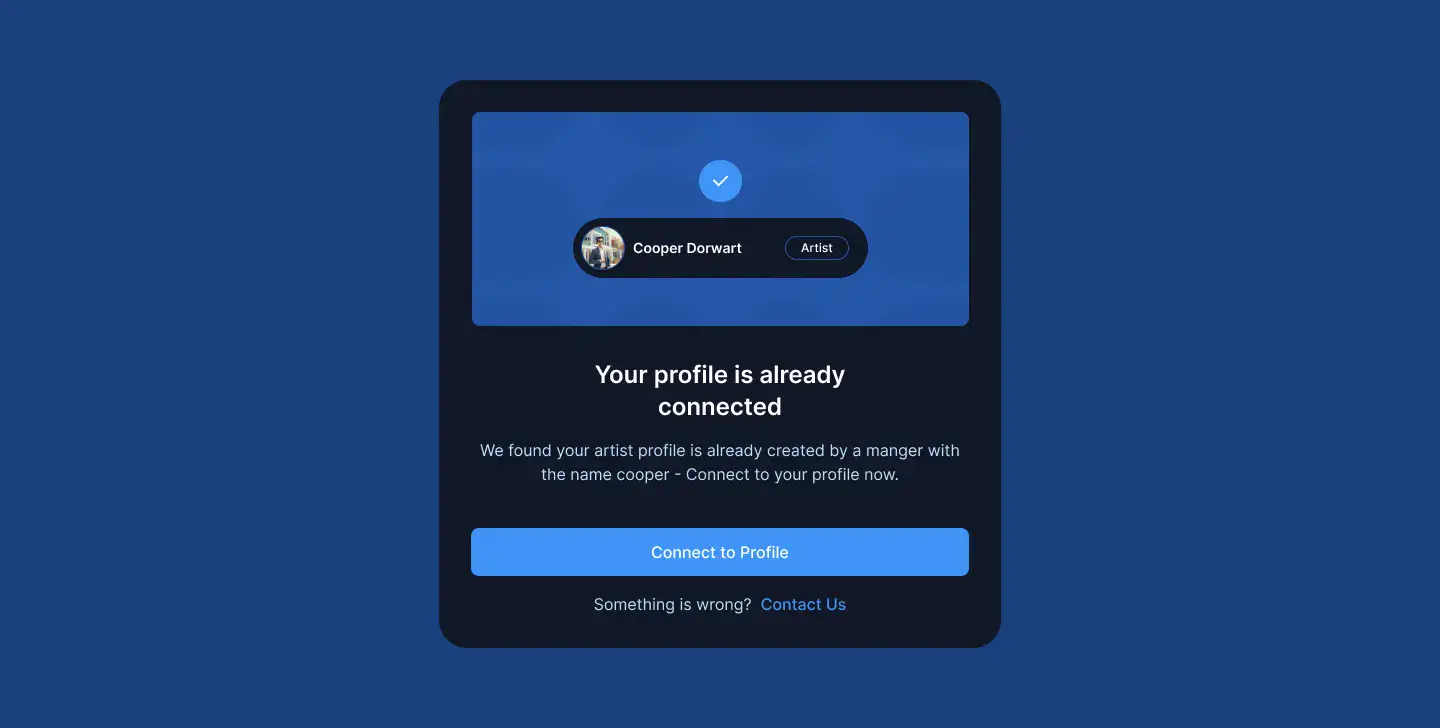 Cooper Dorwart
Artist
Your profile is already
connected
We found your artist profile is already created by a manger with
the name cooper - Connect to your profile now.
Connect to Profile
Something is wrong? Contact Us